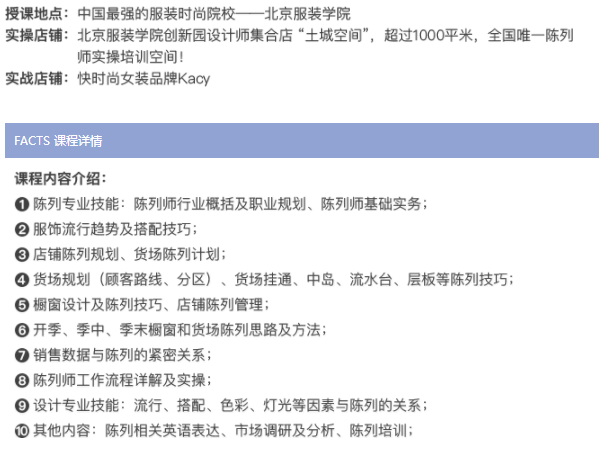 授课地点：中国最强的服装时尚院校——北京服装学院
实操店铺：北京服装学院创新园设计师集合店“土城空间”，超过1000平米，全国唯一陈列
师实操培训空间！
实战店铺：快时尚女装品牌Kacy
FACTS 课程详情
课程内容介绍：
❶ 陈列专业技能：陈列师行业概括及职业规划、陈列师基础实务；
❷ 服饰流行趋势及搭配技巧；
❸ 店铺陈列规划、货场陈列计划；
❹ 货场规划（顾客路线、分区）、货场挂通、中岛、流水台、层板等陈列技巧；
❺ 橱窗设计及陈列技巧、店铺陈列管理；
❻ 开季、季中、季末橱窗和货场陈列思路及方法；
❼ 销售数据与陈列的紧密关系；
❽ 陈列师工作流程详解及实操；
❾ 设计专业技能：流行、搭配、色彩、灯光等因素与陈列的关系；
❿ 其他内容：陈列相关英语表达、市场调研及分析、陈列培训；